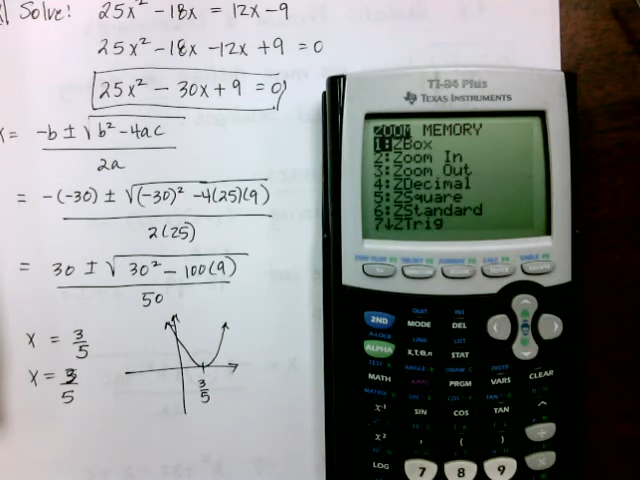 Solve: 25x² - 18x = 12x - 9
25x² - 18x - 12x + 9 = 0
25x² - 30x + 9 = 0
x = -b ± √b² - 4ac
2a
= -(-30) ± √(-30)² - 4(25)(9)
2(25)
= 30 ± √30² - 100(9)
50
x = 3/5
x = 3/5
3/5
TI-84 Plus
TEXAS INSTRUMENTS
ZOOM MEMORY
1:ZBox
2:Zoom In
3:Zoom Out
4:ZDecimal
5:ZSquare
6:ZStandard
7↓ZTrig
2ND
MODE
DEL
A-LOCK
LINK
LIST
ALPHA
X,T,θ,n
STAT
MATH
APPS
PRGM
VARS
CLEAR
x⁻¹
SIN
COS
TAN
^
x²
,
(
)
÷
LOG
7
8
9
×